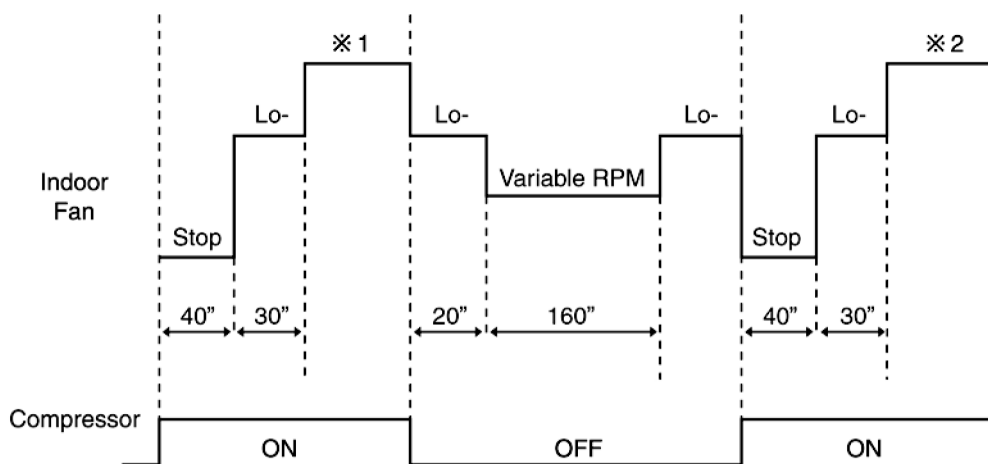 ※1
※2
Lo-
Lo-
Lo-
Lo-
Variable RPM
Indoor
Fan
Stop
Stop
40”
30”
20”
160”
40”
30”
Compressor
ON
OFF
ON